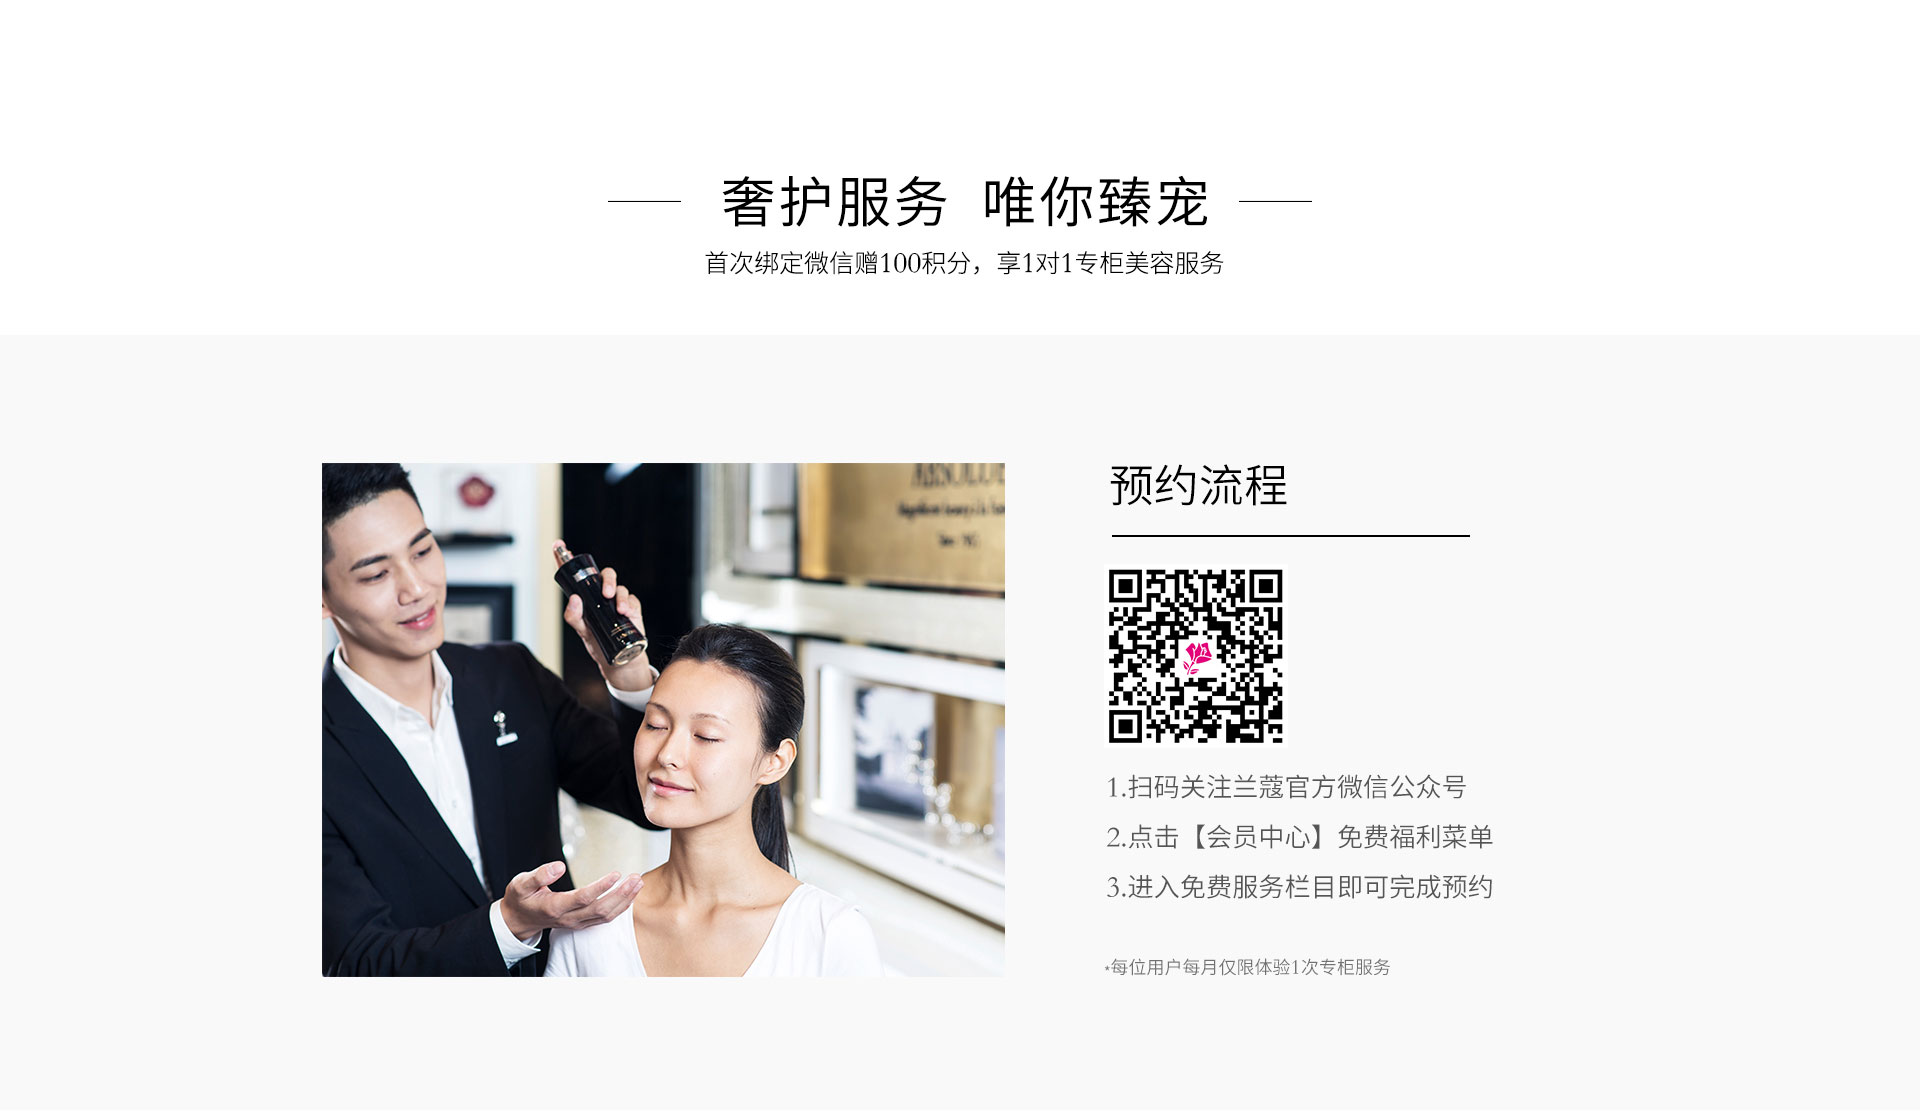 奢护服务 唯你臻宠
首次绑定微信赠100积分，享1对1专柜美容服务
ABSOLUE
预约流程
1.扫码关注兰蔻官方微信公众号
2.点击【会员中心】免费福利菜单
3.进入免费服务栏目即可完成预约
*每位用户每月仅限体验1次专柜服务